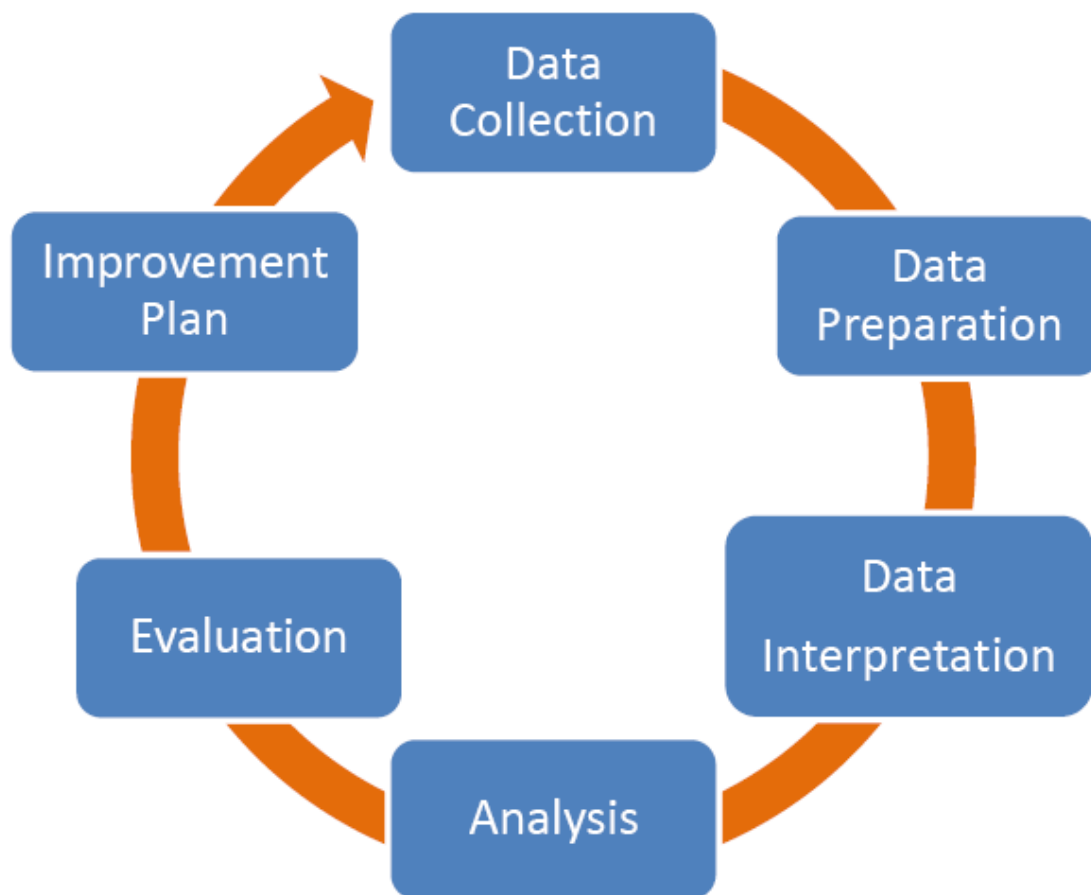 Data
Collection
Data
Preparation
Data
Interpretation
Analysis
Evaluation
Improvement
Plan